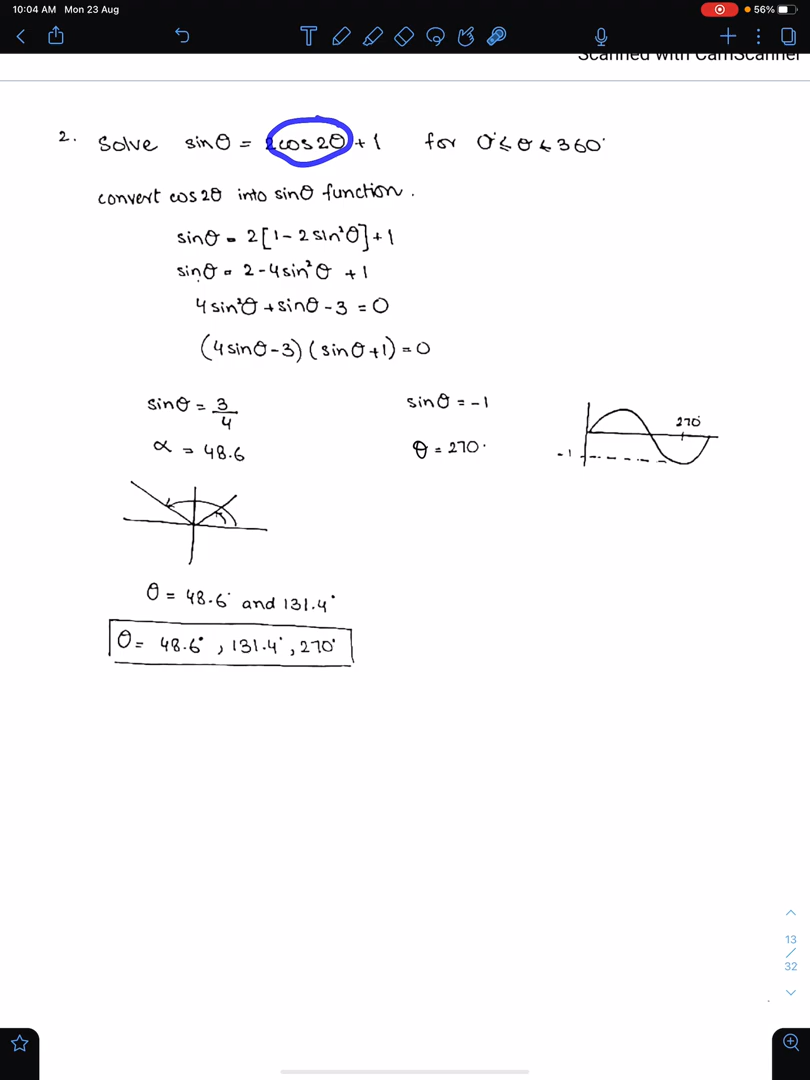 10:04 AM Mon 23 Aug
56%
Scanned with CamScanner
2. Solve sinθ = 2cos2θ + 1 for 0° ≤ θ < 360°
convert cos2θ into sinθ function.
sinθ = 2[1 - 2sin²θ] + 1
sinθ = 2 - 4sin²θ + 1
4sin²θ + sinθ - 3 = 0
(4sinθ - 3)(sinθ + 1) = 0
sinθ = 3/4
α = 48.6
sinθ = -1
θ = 270°
270°
-1
θ = 48.6° and 131.4°
θ = 48.6°, 131.4°, 270°
13
/
32